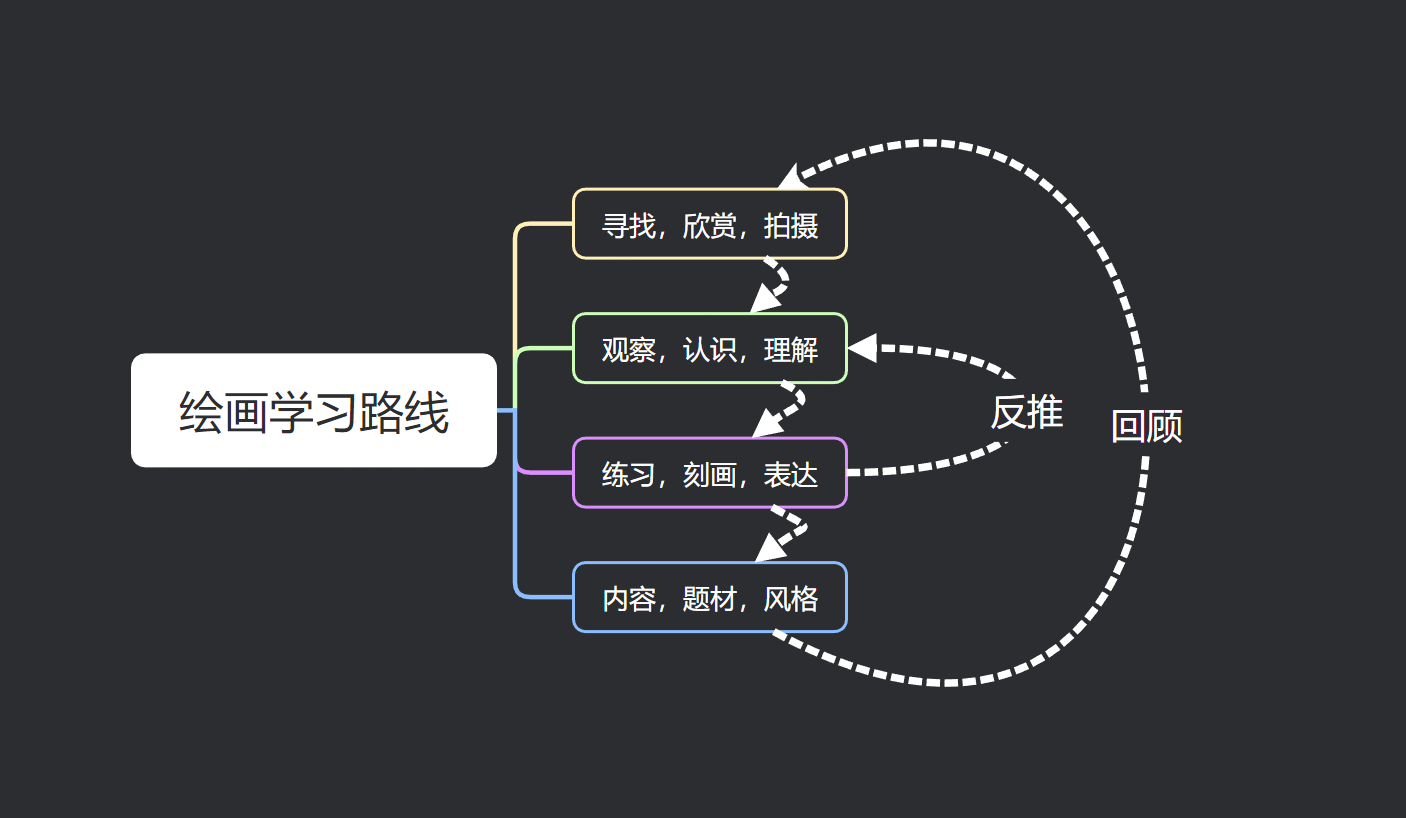 绘画学习路线
寻找，欣赏，拍摄
观察，认识，理解
练习，刻画，表达
内容，题材，风格
反推
回顾